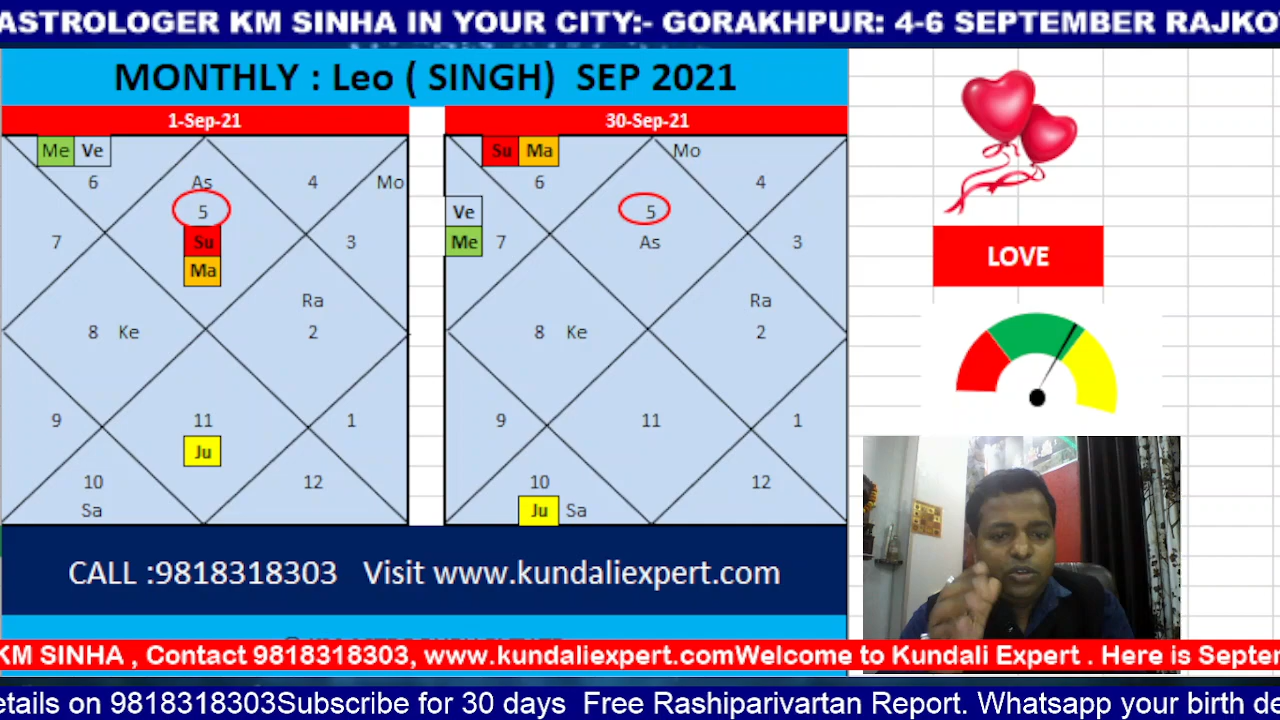 ASTROLOGER KM SINHA IN YOUR CITY:- GORAKHPUR: 4-6 SEPTEMBER RAJKO
MONTHLY : Leo ( SINGH) SEP 2021
1-Sep-21
Me Ve
6
As
4
Mo
5
7
Su
3
Ma
Ra
8 Ke
2
9
11
1
Ju
10
12
Sa
30-Sep-21
Su Ma
Mo
6
4
Ve
5
Me 7
As
3
Ra
8 Ke
2
9
11
1
10
12
Ju Sa
LOVE
CALL :9818318303 Visit www.kundaliexpert.com
KM SINHA , Contact 9818318303, www.kundaliexpert.comWelcome to Kundali Expert . Here is Septer
etails on 9818318303Subscribe for 30 days Free Rashiparivartan Report. Whatsapp your birth de